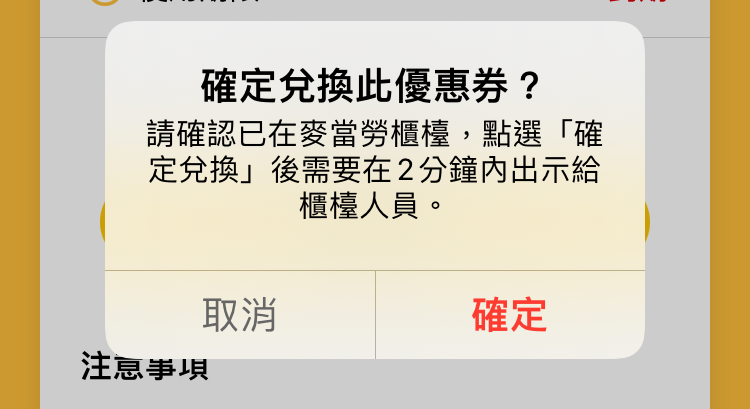 確定兌換此優惠券？
請確認已在麥當勞櫃檯，點選「確
定兌換」後需要在2分鐘內出示給
櫃檯人員。
取消
確定
注意事項